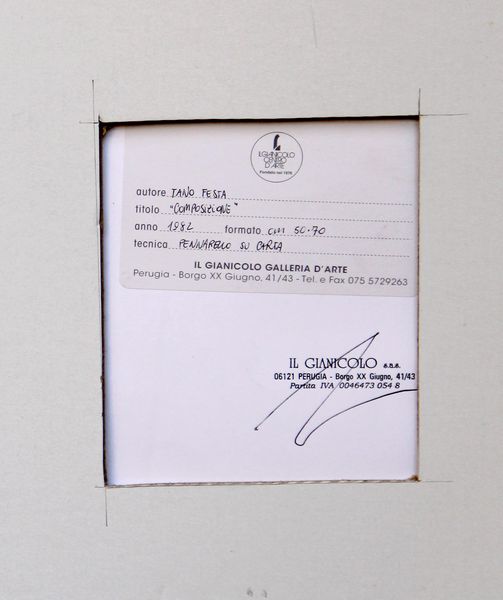 IL GIANICOLO
CENTRO
D'ARTE
Fondato nel 1970
autore TANO FESTA
titolo "COMPOSIZIONE"
anno 1982 formato cm 50·70
tecnica PENNARELLO SU CARTA
IL GIANICOLO GALLERIA D'ARTE
Perugia - Borgo XX Giugno, 41/43 - Tel. e Fax 075 5729263
IL GIANICOLO s.a.s.
06121 PERUGIA - Borgo XX Giugno, 41/43
Partita IVA 0046473 054 8